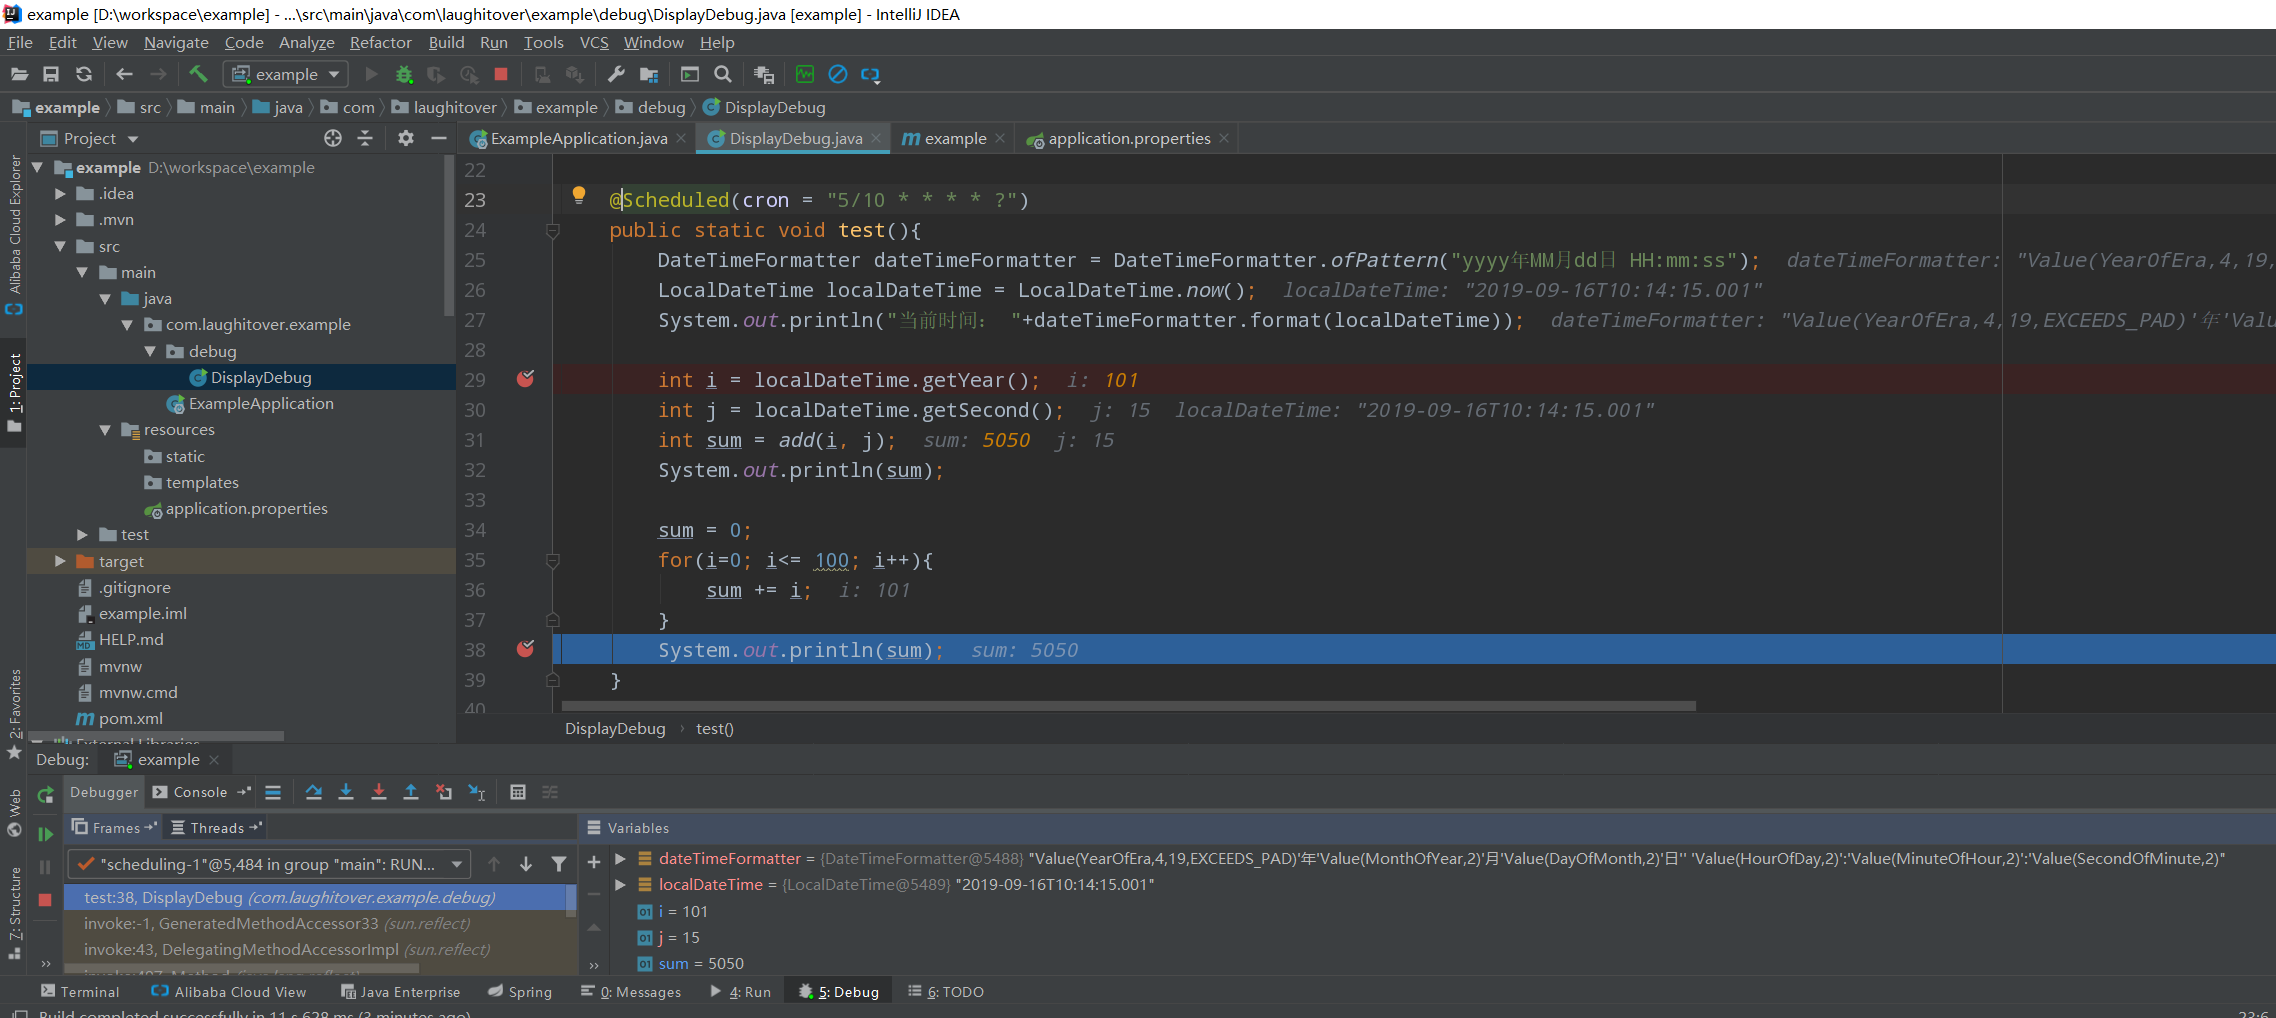 example [D:\workspace\example] - ...\src\main\java\com\laughitover\example\debug\DisplayDebug.java [example] - IntelliJ IDEA
File Edit View Navigate Code Analyze Refactor Build Run Tools VCS Window Help
example
example src main java com laughitover example debug DisplayDebug
Project
ExampleApplication.java DisplayDebug.java example application.properties
Alibaba Cloud Explorer
1: Project
2: Favorites
Web
7: Structure
example D:\workspace\example
.idea
.mvn
src
main
java
com.laughitover.example
debug
DisplayDebug
ExampleApplication
resources
static
templates
application.properties
test
target
.gitignore
example.iml
HELP.md
mvnw
mvnw.cmd
pom.xml
External Libraries
22
23 @Scheduled(cron = "5/10 * * * * ?")
24 public static void test(){
25 DateTimeFormatter dateTimeFormatter = DateTimeFormatter.ofPattern("yyyy年MM月dd日 HH:mm:ss"); dateTimeFormatter: "Value(YearOfEra,4,19,
26 LocalDateTime localDateTime = LocalDateTime.now(); localDateTime: "2019-09-16T10:14:15.001"
27 System.out.println("当前时间： "+dateTimeFormatter.format(localDateTime)); dateTimeFormatter: "Value(YearOfEra,4,19,EXCEEDS_PAD)'年'Valu
28
29 int i = localDateTime.getYear(); i: 101
30 int j = localDateTime.getSecond(); j: 15 localDateTime: "2019-09-16T10:14:15.001"
31 int sum = add(i, j); sum: 5050 j: 15
32 System.out.println(sum);
33
34 sum = 0;
35 for(i=0; i<= 100; i++){
36 sum += i; i: 101
37 }
38 System.out.println(sum); sum: 5050
39 }
40
DisplayDebug test()
Debug: example
Debugger Console
Frames Threads
"scheduling-1"@5,484 in group "main": RUN...
test:38, DisplayDebug (com.laughitover.example.debug)
invoke:-1, GeneratedMethodAccessor33 (sun.reflect)
invoke:43, DelegatingMethodAccessorImpl (sun.reflect)
invoke:497, Method (java.lang.reflect)
Variables
dateTimeFormatter = {DateTimeFormatter@5488} "Value(YearOfEra,4,19,EXCEEDS_PAD)'年'Value(MonthOfYear,2)'月'Value(DayOfMonth,2)'日'' 'Value(HourOfDay,2)':'Value(MinuteOfHour,2)':'Value(SecondOfMinute,2)"
localDateTime = {LocalDateTime@5489} "2019-09-16T10:14:15.001"
i = 101
j = 15
sum = 5050
Terminal Alibaba Cloud View Java Enterprise Spring 0: Messages 4: Run 5: Debug 6: TODO
Build completed successfully in 11 s 628 ms (3 minutes ago) 23:6